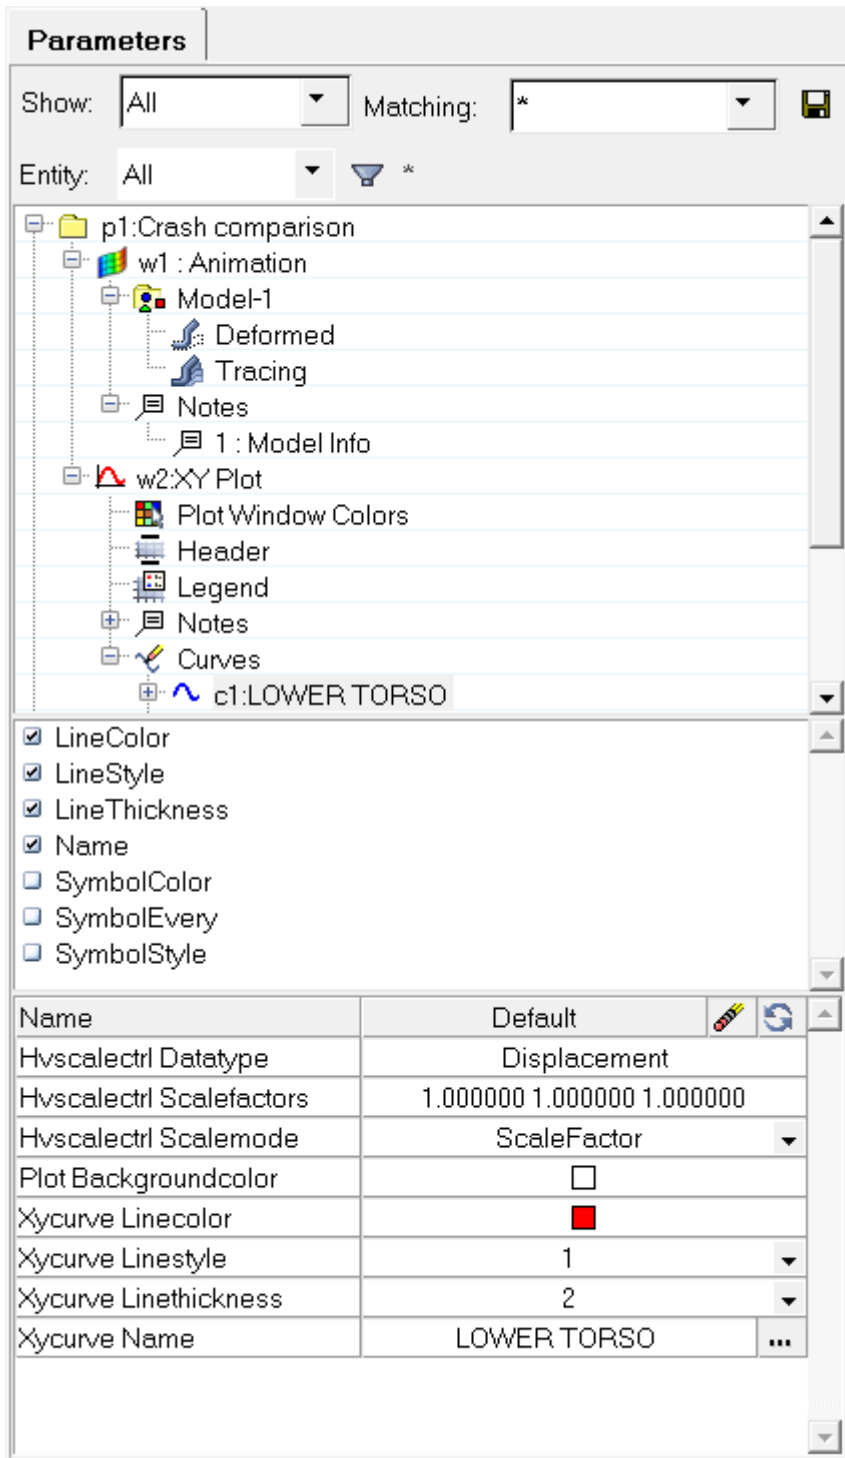 Parameters
Show: All Matching: *
Entity: All *
p1:Crash comparison
w1 : Animation
Model-1
Deformed
Tracing
Notes
1 : Model Info
w2:XY Plot
Plot Window Colors
Header
Legend
Notes
Curves
c1:LOWER TORSO
LineColor
LineStyle
LineThickness
Name
SymbolColor
SymbolEvery
SymbolStyle
Name Default
Hvscalectrl Datatype Displacement
Hvscalectrl Scalefactors 1.000000 1.000000 1.000000
Hvscalectrl Scalemode ScaleFactor
Plot Backgroundcolor
Xycurve Linecolor
Xycurve Linestyle 1
Xycurve Linethickness 2
Xycurve Name LOWER TORSO ...